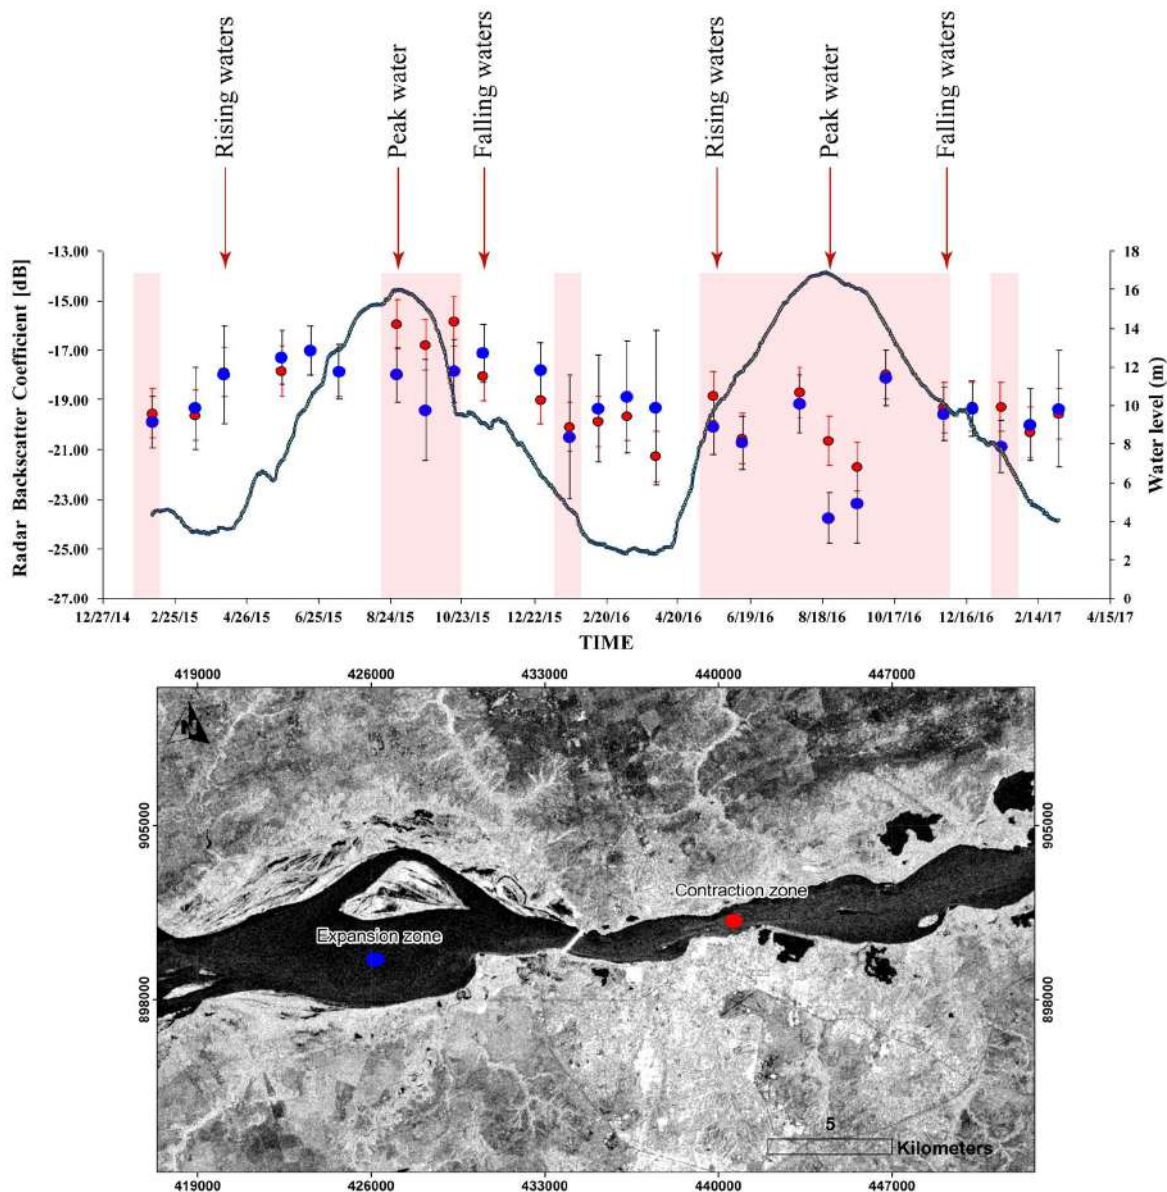 Rising waters
Peak water
Falling waters
Rising waters
Peak water
Falling waters
Radar Backscatter Coefficient [dB]
-13.00
-15.00
-17.00
-19.00
-21.00
-23.00
-25.00
-27.00
18
16
14
12
10
8
6
4
2
0
Water level (m)
12/27/14 2/25/15 4/26/15 6/25/15 8/24/15 10/23/15 12/22/15 2/20/16 4/20/16 6/19/16 8/18/16 10/17/16 12/16/16 2/14/17 4/15/17
TIME
419000 426000 433000 440000 447000
N
905000 905000
Contraction zone
Expansion zone
898000 898000
5
Kilometers
419000 426000 433000 440000 447000